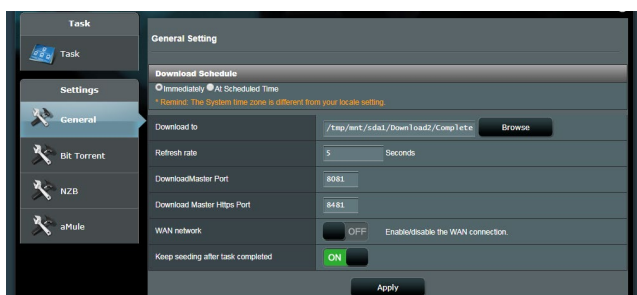 Task
Task
Settings
General
Bit Torrent
NZB
aMule
General Setting
Download Schedule
Immediately At Scheduled Time
* Remind: The System time zone is different from your locale setting.
Download to /tmp/mnt/sda1/Download2/Complete Browse
Refresh rate 5 Seconds
DownloadMaster Port 8081
Download Master Https Port 8481
WAN network OFF Enable/disable the WAN connection.
Keep seeding after task completed ON
Apply